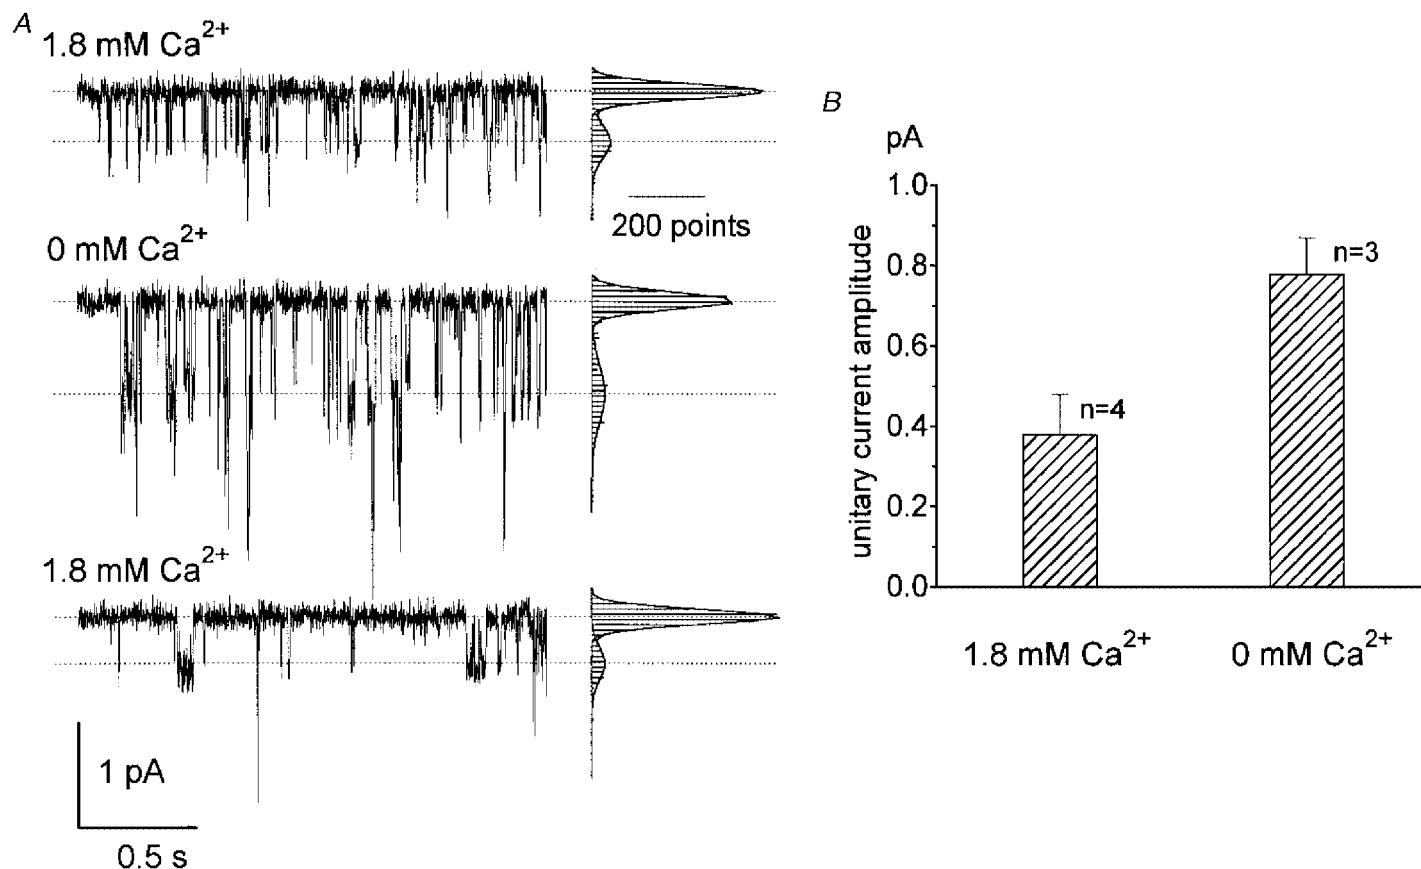 A
1.8 mM Ca²⁺
200 points
0 mM Ca²⁺
1.8 mM Ca²⁺
1 pA
0.5 s
B
pA
unitary current amplitude
1.0
0.8
0.6
0.4
0.2
0.0
n=4
n=3
1.8 mM Ca²⁺
0 mM Ca²⁺